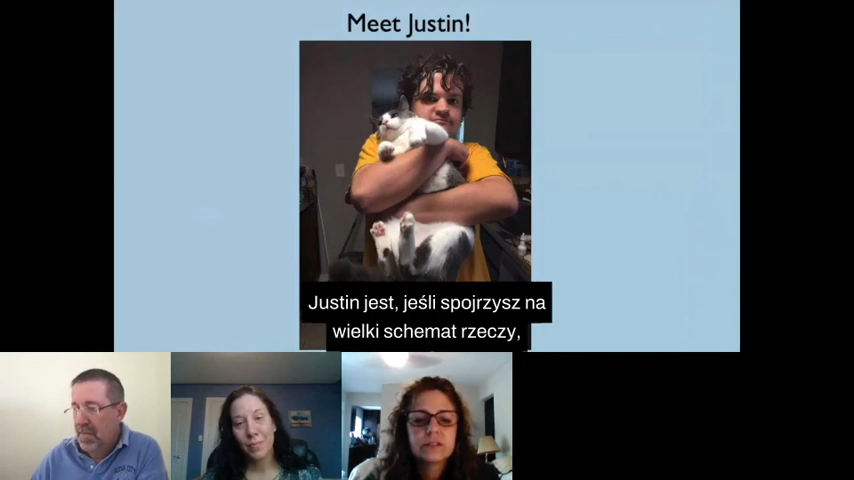 Meet Justin!
Justin jest, jeśli spojrzysz na
wielki schemat rzeczy,